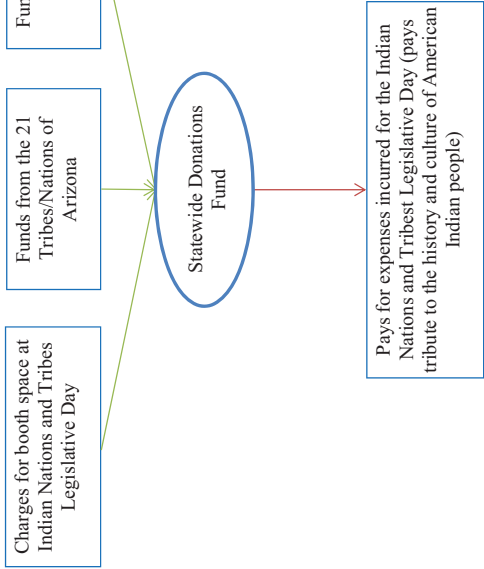 Charges for booth space at
Indian Nations and Tribes
Legislative Day
Funds from the 21
Tribes/Nations of
Arizona
Statewide Donations
Fund
Pays for expenses incurred for the Indian
Nations and Tribest Legislative Day (pays
tribute to the history and culture of American
Indian people)